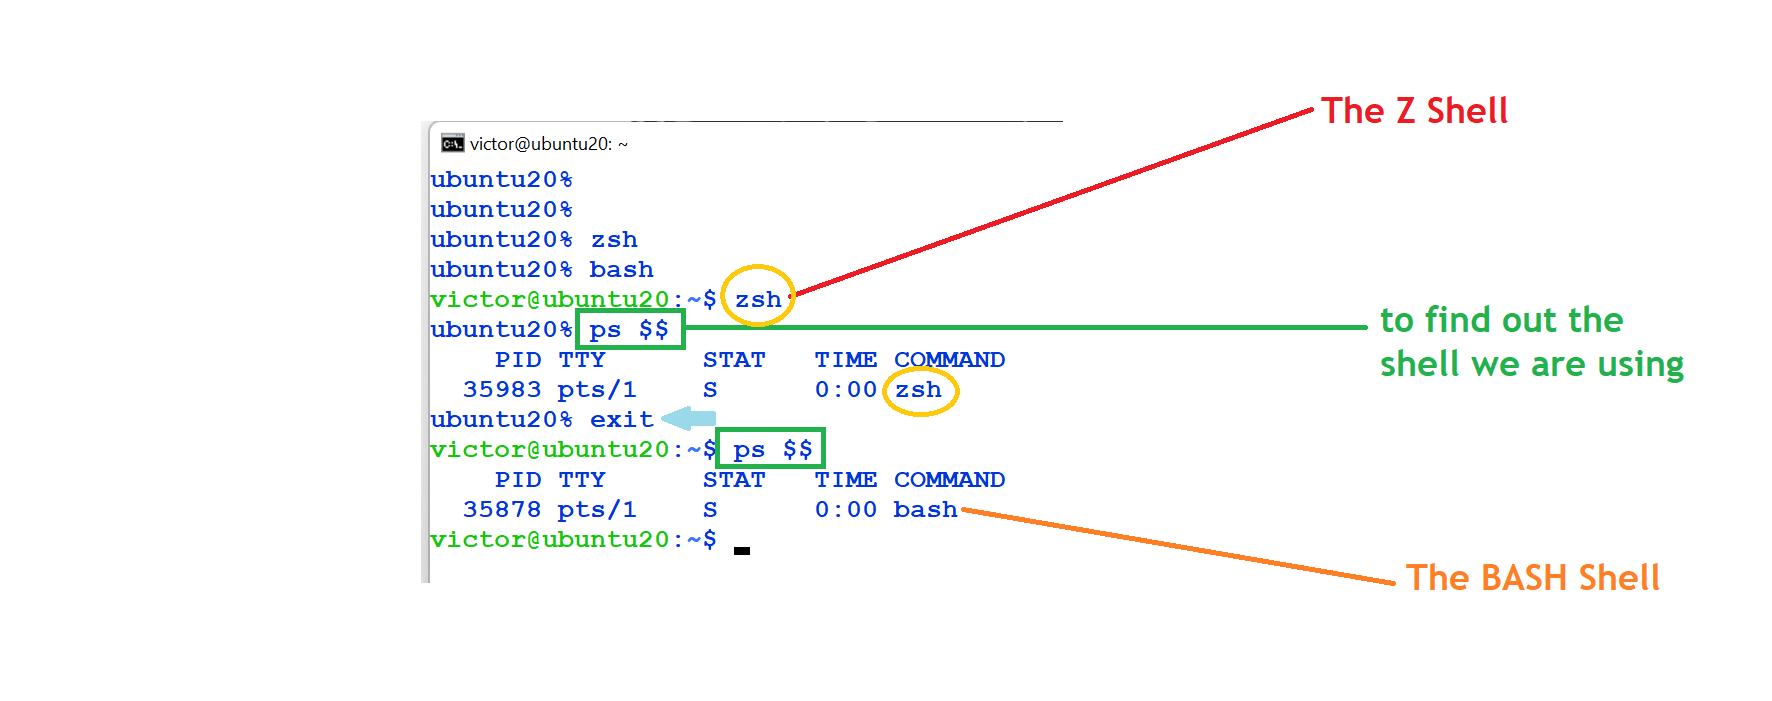 The Z Shell
victor@ubuntu20: ~
ubuntu20%
ubuntu20%
ubuntu20% zsh
ubuntu20% bash
victor@ubuntu20:~$ zsh
ubuntu20% ps $$
PID TTY STAT TIME COMMAND
35983 pts/1 S 0:00 zsh
ubuntu20% exit
victor@ubuntu20:~$ ps $$
PID TTY STAT TIME COMMAND
35878 pts/1 S 0:00 bash
victor@ubuntu20:~$
to find out the
shell we are using
The BASH Shell